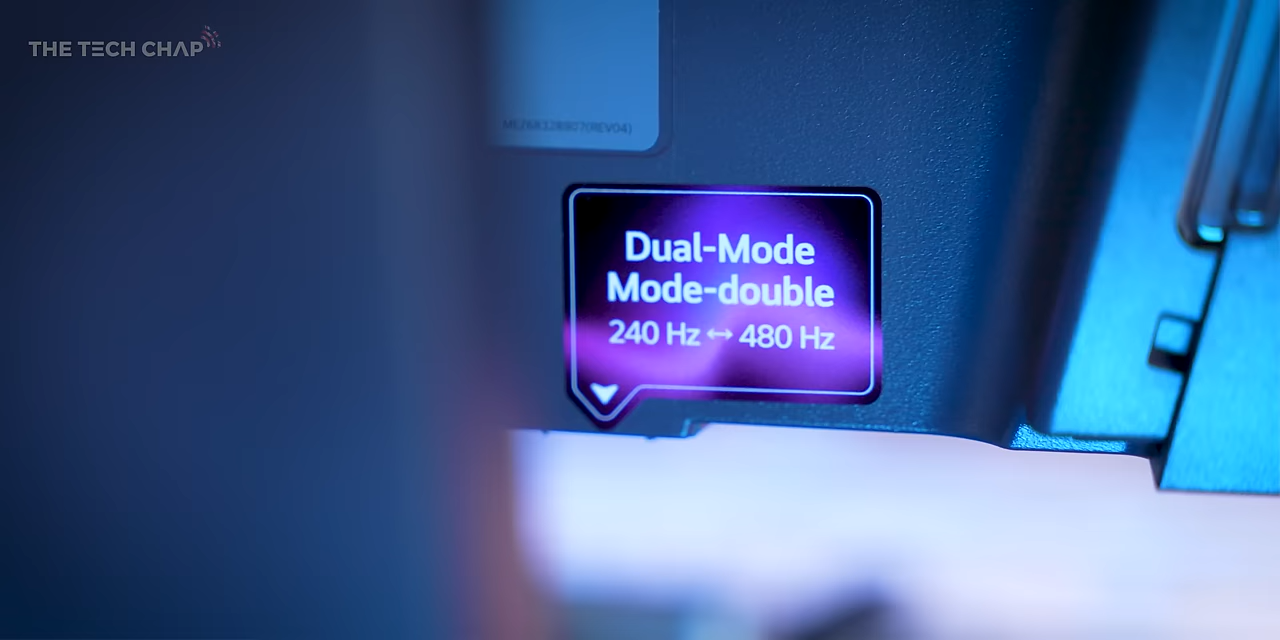 THE TECH CHAP
Dual-Mode
Mode-double
240 Hz ↔ 480 Hz